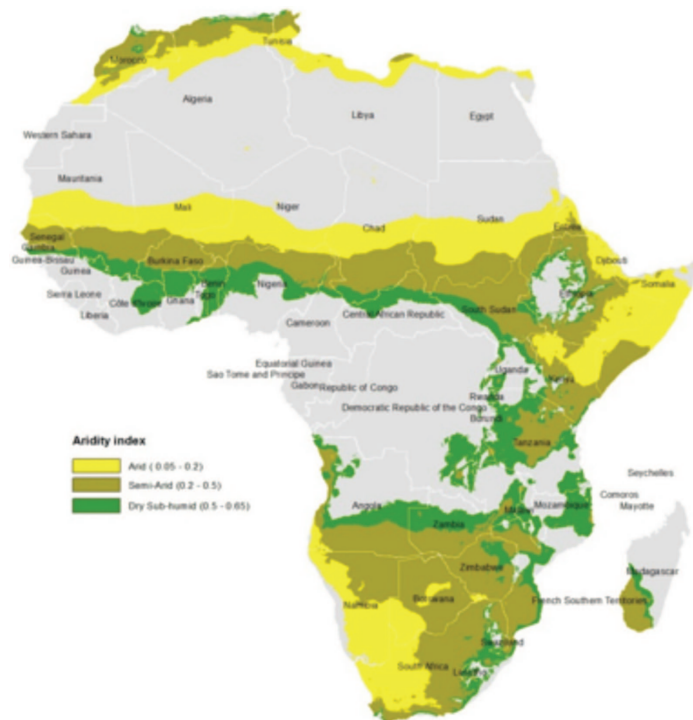 Tunisia
Morocco
Algeria
Libya
Egypt
Western Sahara
Mauritania
Mali
Niger
Chad
Sudan
Eritrea
Senegal
Gambia
Guinea-Bissau
Guinea
Burkina Faso
Djibouti
Somalia
Sierra Leone
Liberia
Côte d'Ivoire
Ghana
Togo
Benin
Nigeria
Cameroon
Central African Republic
South Sudan
Ethiopia
Equatorial Guinea
Sao Tome and Principe
Gabon
Republic of Congo
Democratic Republic of the Congo
Uganda
Kenya
Rwanda
Burundi
Tanzania
Aridity index
Arid ( 0.05 - 0.2)
Semi-Arid (0.2 - 0.5)
Dry Sub-humid (0.5 - 0.65)
Seychelles
Comoros
Mayotte
Angola
Zambia
Malawi
Mozambique
Zimbabwe
Madagascar
Namibia
Botswana
French Southern Territories
Swaziland
South Africa
Lesotho